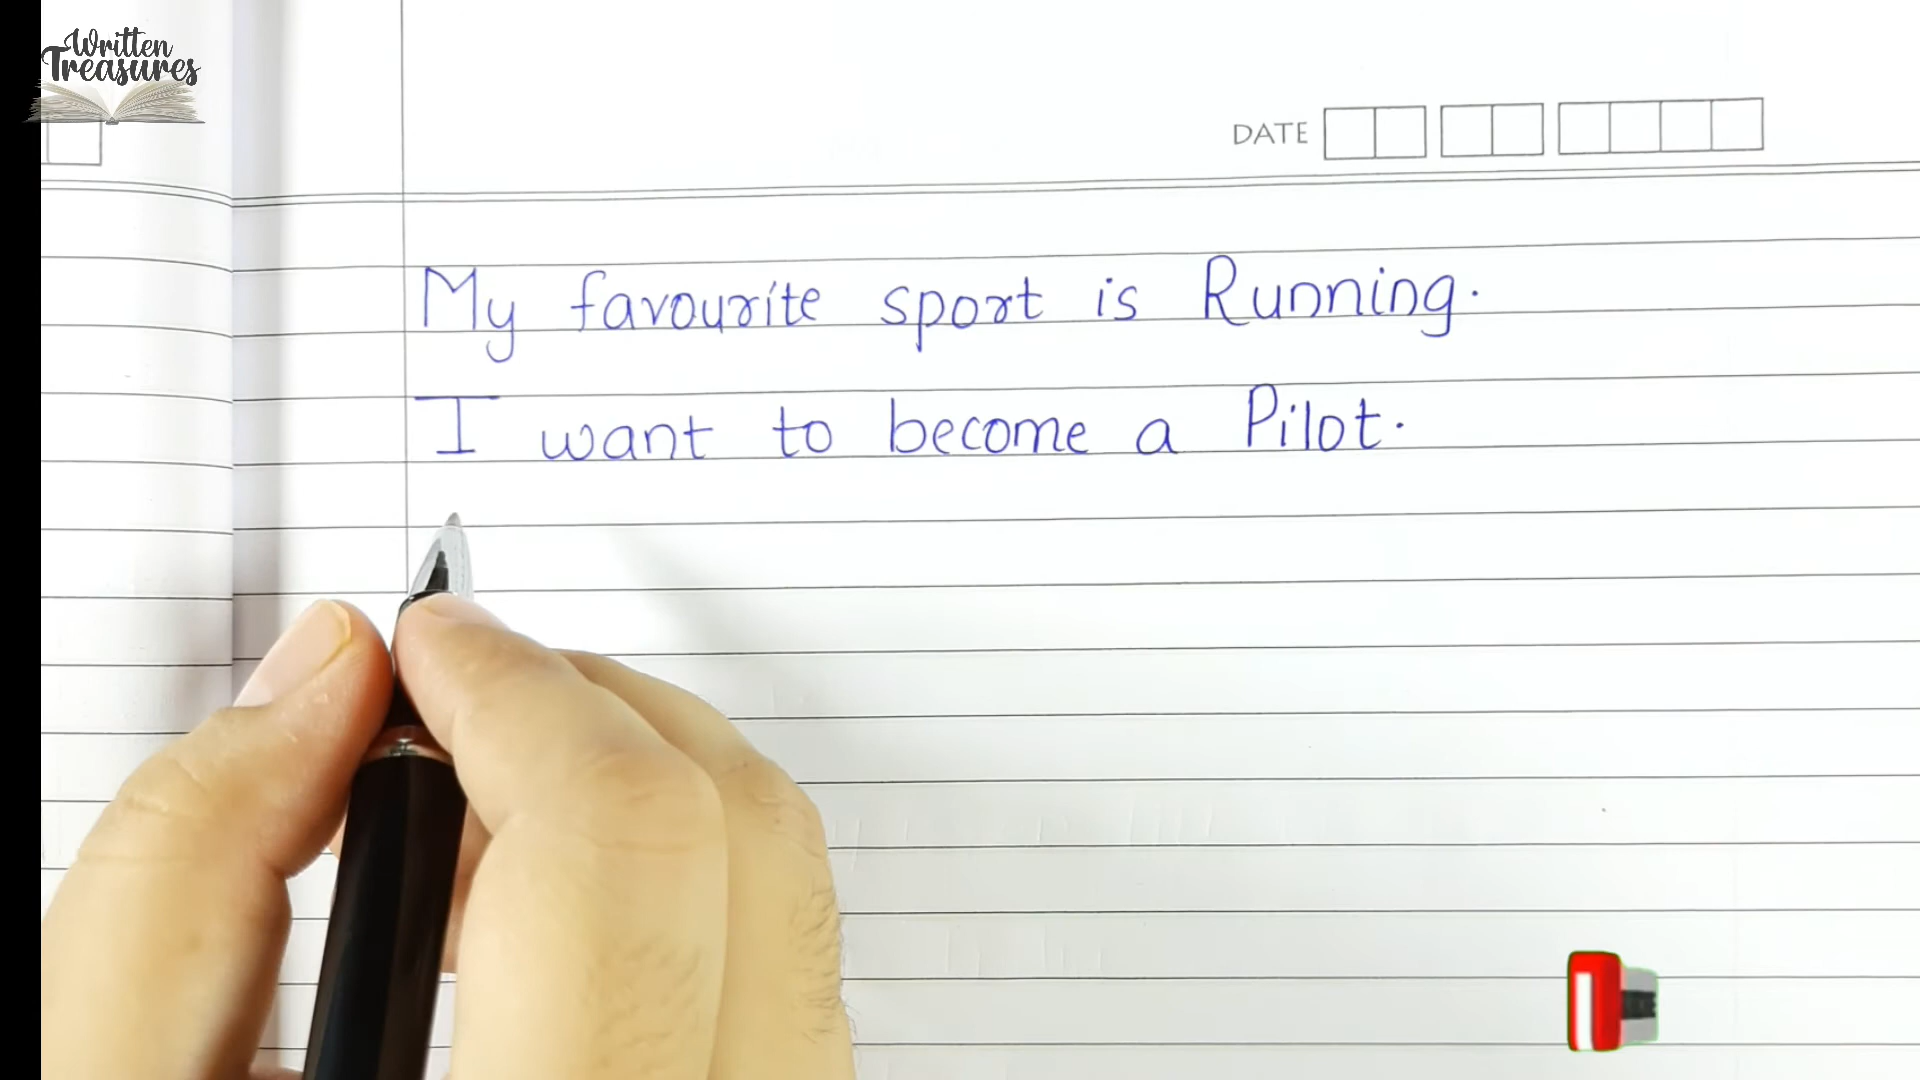 Written
Treasures
DATE
My favourite sport is Running.
I want to become a Pilot.